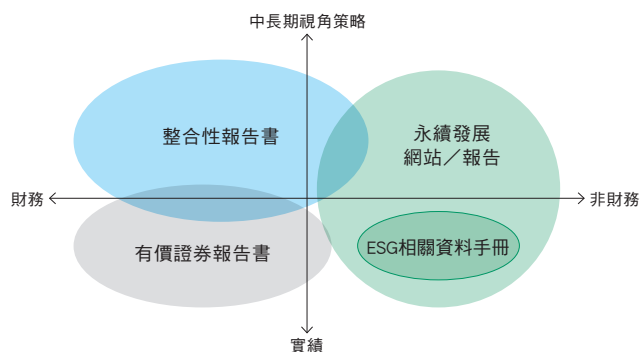 中長期視角策略
整合性報告書
永續發展
網站／報告
財務
非財務
有價證券報告書
ESG相關資料手冊
實績